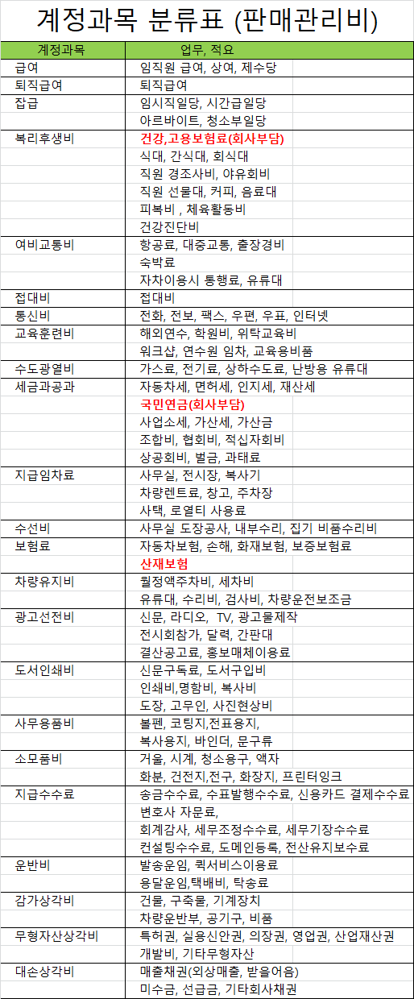 계정과목 분류표 (판매관리비)
계정과목 업무, 적요
급여 임직원 급여, 상여, 제수당
퇴직급여 퇴직급여
잡급 임시직일당, 시간급일당
아르바이트, 청소부일당
복리후생비 건강,고용보험료(회사부담)
식대, 간식대, 회식대
직원 경조사비, 야유회비
직원 선물대, 커피, 음료대
피복비 , 체육활동비
건강진단비
여비교통비 항공료, 대중교통, 출장경비
숙박료
자차이용시 통행료, 유류대
접대비 접대비
통신비 전화, 전보, 팩스, 우편, 우표, 인터넷
교육훈련비 해외연수, 학원비, 위탁교육비
워크샵, 연수원 임차, 교육용비품
수도광열비 가스료, 전기료, 상하수도료, 난방용 유류대
세금과공과 자동차세, 면허세, 인지세, 재산세
국민연금(회사부담)
사업소세, 가산세, 가산금
조합비, 협회비, 적십자회비
상공회비, 벌금, 과태료
지급임차료 사무실, 전시장, 복사기
차량렌트료, 창고, 주차장
사택, 로열티 사용료
수선비 사무실 도장공사, 내부수리, 집기 비품수리비
보험료 자동차보험, 손해, 화재보험, 보증보험료
산재보험
차량유지비 월정액주차비, 세차비
유류대, 수리비, 검사비, 차량운전보조금
광고선전비 신문, 라디오, TV, 광고물제작
전시회참가, 달력, 간판대
결산공고료, 홍보매체이용료
도서인쇄비 신문구독료, 도서구입비
인쇄비,명함비, 복사비
도장, 고무인, 사진현상비
사무용품비 볼펜, 코팅지,전표용지,
복사용지, 바인더, 문구류
소모품비 거울, 시계, 청소용구, 액자
화분, 건전지,전구, 화장지, 프린터잉크
지급수수료 송금수수료, 수표발행수수료, 신용카드 결제수수료
변호사 자문료,
회계감사, 세무조정수수료, 세무기장수수료
컨설팅수수료, 도메인등록, 전산유지보수료
운반비 발송운임, 퀵서비스이용료
용달운임,택배비, 탁송료
감가상각비 건물, 구축물, 기계장치
차량운반부, 공기구, 비품
무형자산상각비 특허권, 실용신안권, 의장권, 영업권, 산업재산권
개발비, 기타무형자산
대손상각비 매출채권(외상매출, 받을어음)
미수금, 선급금, 기타회사채권